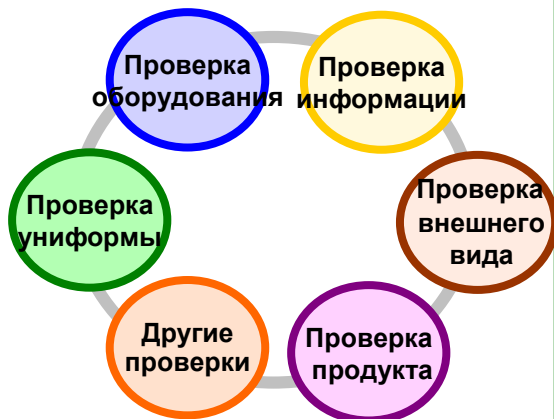 Проверка
оборудования
Проверка
информации
Проверка
внешнего
вида
Проверка
продукта
Другие
проверки
Проверка
униформы